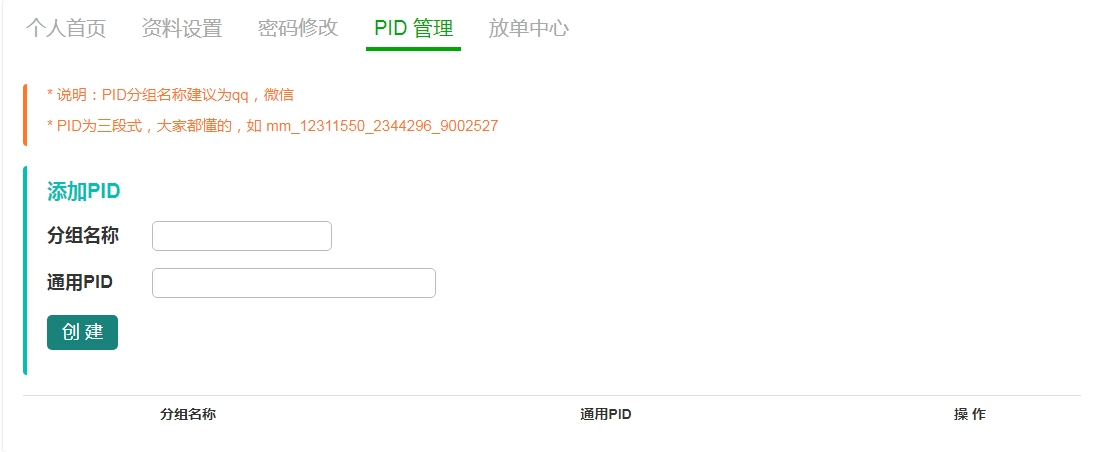 个人首页 资料设置 密码修改 PID 管理 放单中心
* 说明：PID分组名称建议为qq，微信
* PID为三段式，大家都懂的，如 mm_12311550_2344296_9002527
添加PID
分组名称
通用PID
创 建
分组名称 通用PID 操 作